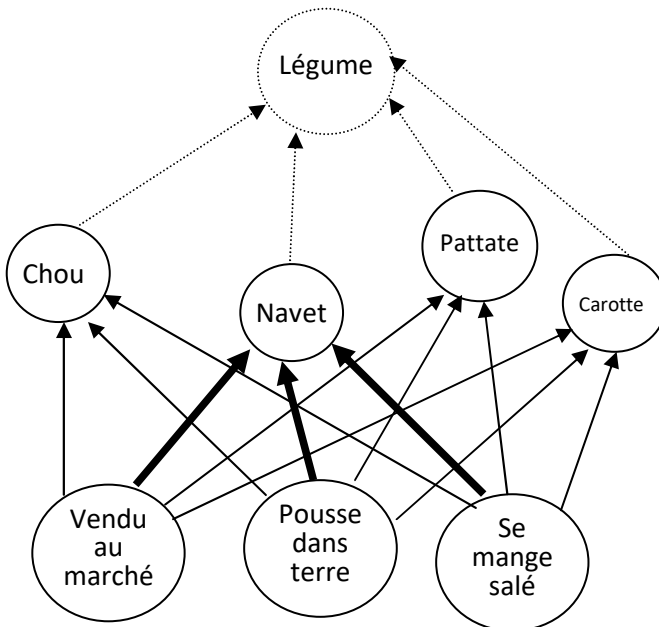 Légume
Chou
Navet
Pattate
Carotte
Vendu
au
marché
Pousse
dans
terre
Se
mange
salé